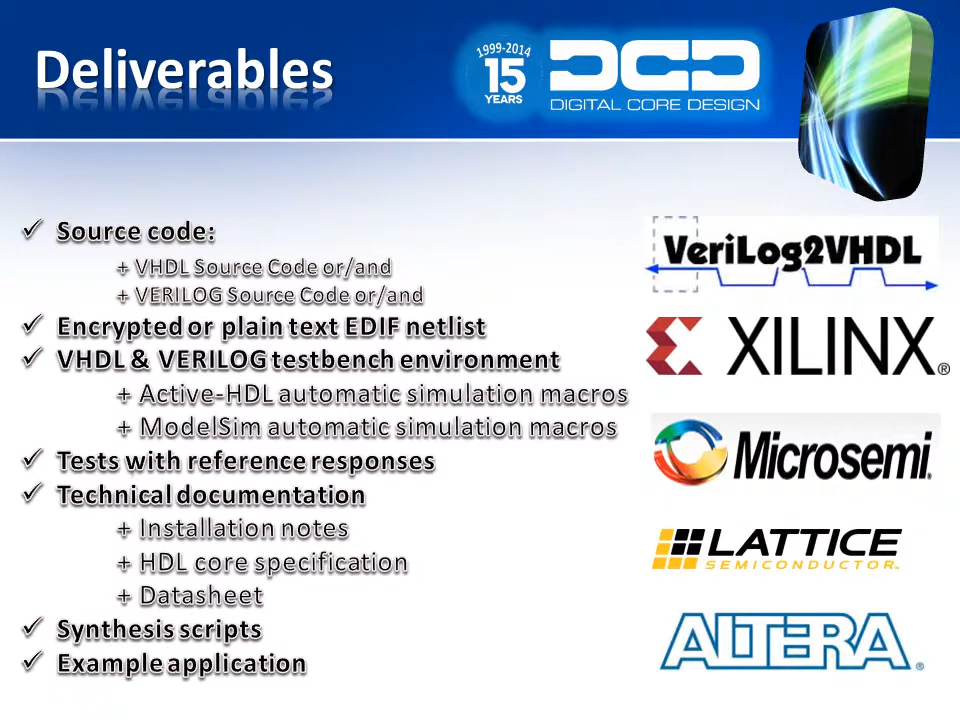 Deliverables
1999-2014
15
YEARS
DCD
DIGITAL CORE DESIGN
✓ Source code:
+ VHDL Source Code or/and
+ VERILOG Source Code or/and
✓ Encrypted or plain text EDIF netlist
✓ VHDL & VERILOG testbench environment
+ Active-HDL automatic simulation macros
+ ModelSim automatic simulation macros
✓ Tests with reference responses
✓ Technical documentation
+ Installation notes
+ HDL core specification
+ Datasheet
✓ Synthesis scripts
✓ Example application
VeriLog2VHDL
XILINX®
Microsemi.
LATTICE
SEMICONDUCTOR™
ALTERA®